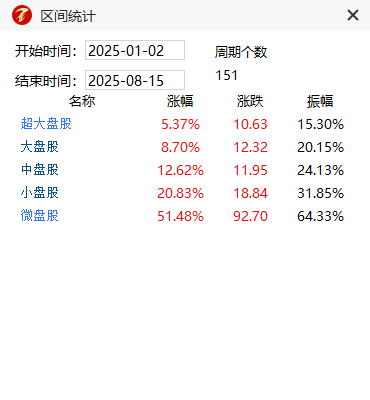 区间统计
开始时间： 2025-01-02 周期个数
结束时间： 2025-08-15 151
名称 涨幅 涨跌 振幅
超大盘股 5.37% 10.63 15.30%
大盘股 8.70% 12.32 20.15%
中盘股 12.62% 11.95 24.13%
小盘股 20.83% 18.84 31.85%
微盘股 51.48% 92.70 64.33%